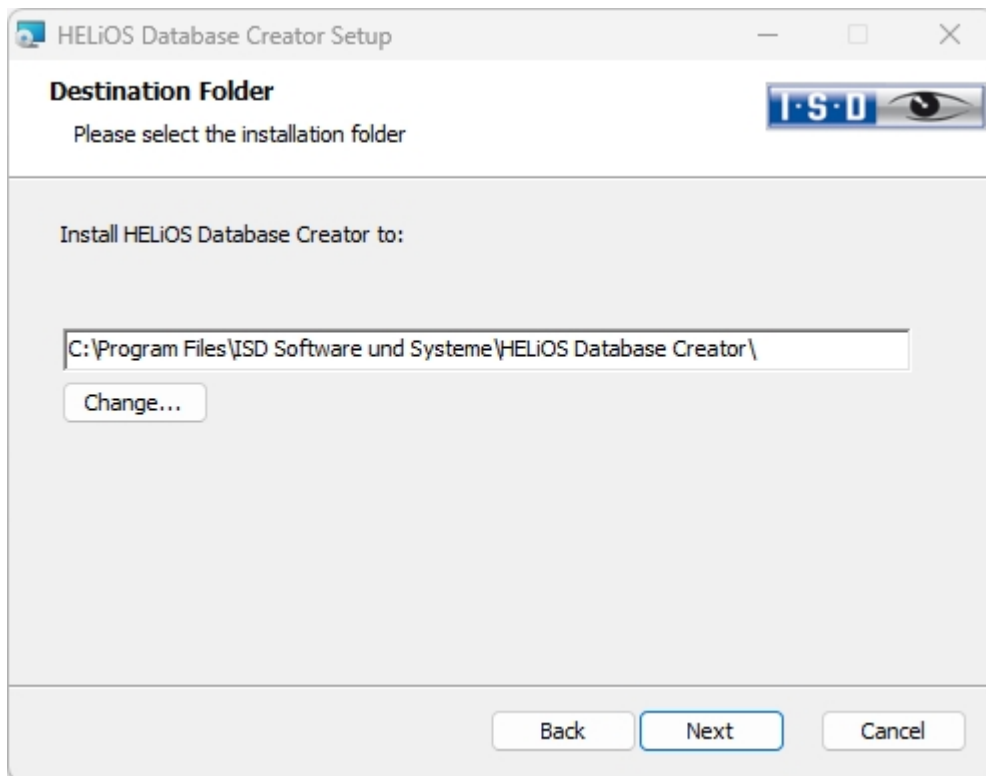 HELiOS Database Creator Setup
Destination Folder
I·S·D
Please select the installation folder
Install HELiOS Database Creator to:
C:\Program Files\ISD Software und Systeme\HELiOS Database Creator\
Change...
Back Next Cancel